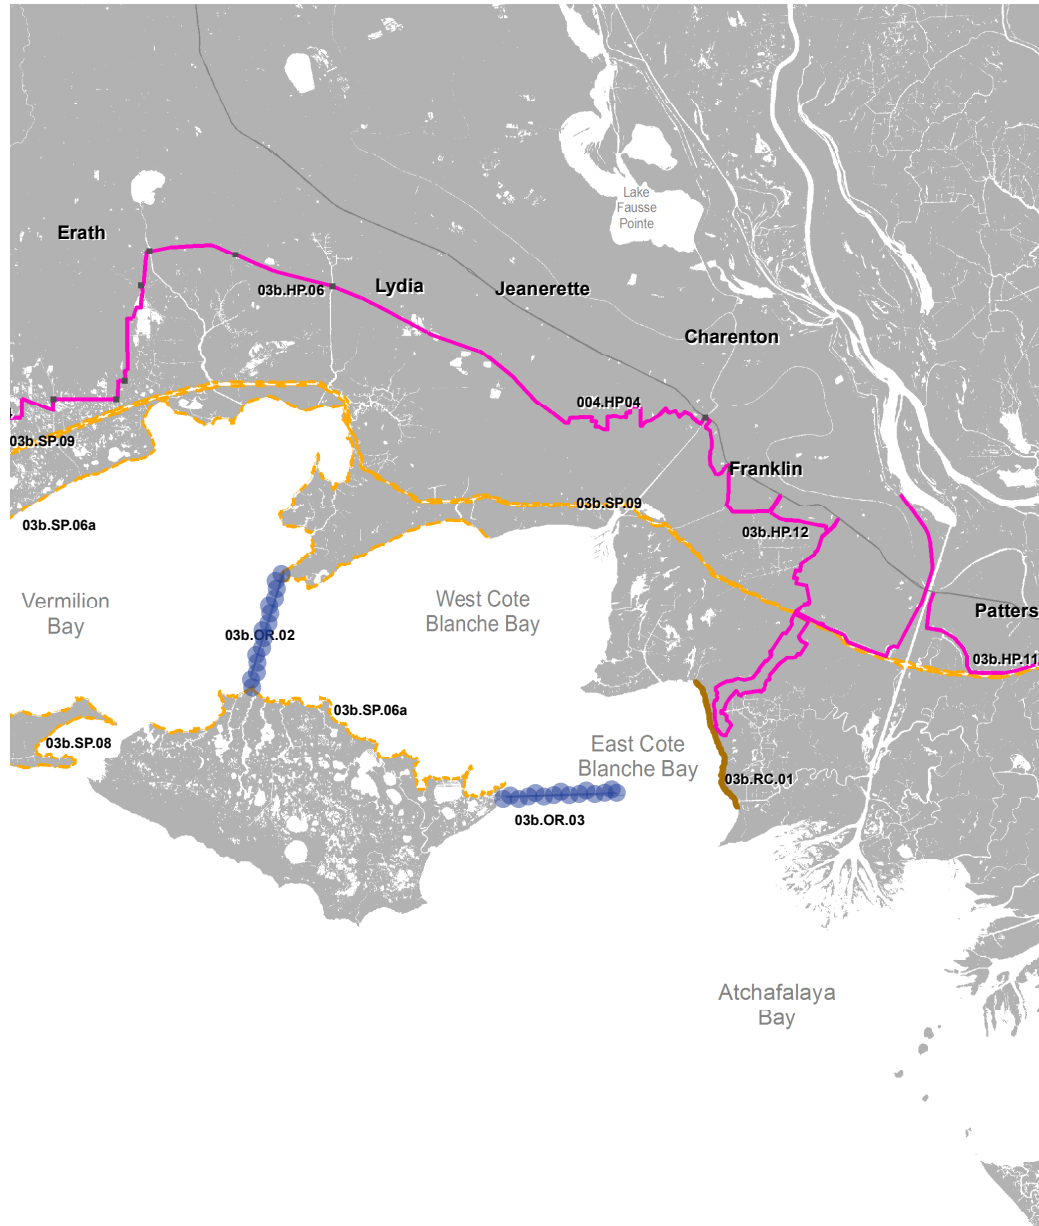 Lake
Fausse
Pointe
Erath
03b.HP.06
Lydia
Jeanerette
Charenton
004.HP04
03b.SP.09
Franklin
03b.SP.09
03b.SP.06a
03b.HP.12
Vermilion
Bay
West Cote
Blanche Bay
Patters
03b.OR.02
03b.HP.11
03b.SP.06a
03b.SP.08
East Cote
Blanche Bay
03b.RC.01
03b.OR.03
Atchafalaya
Bay